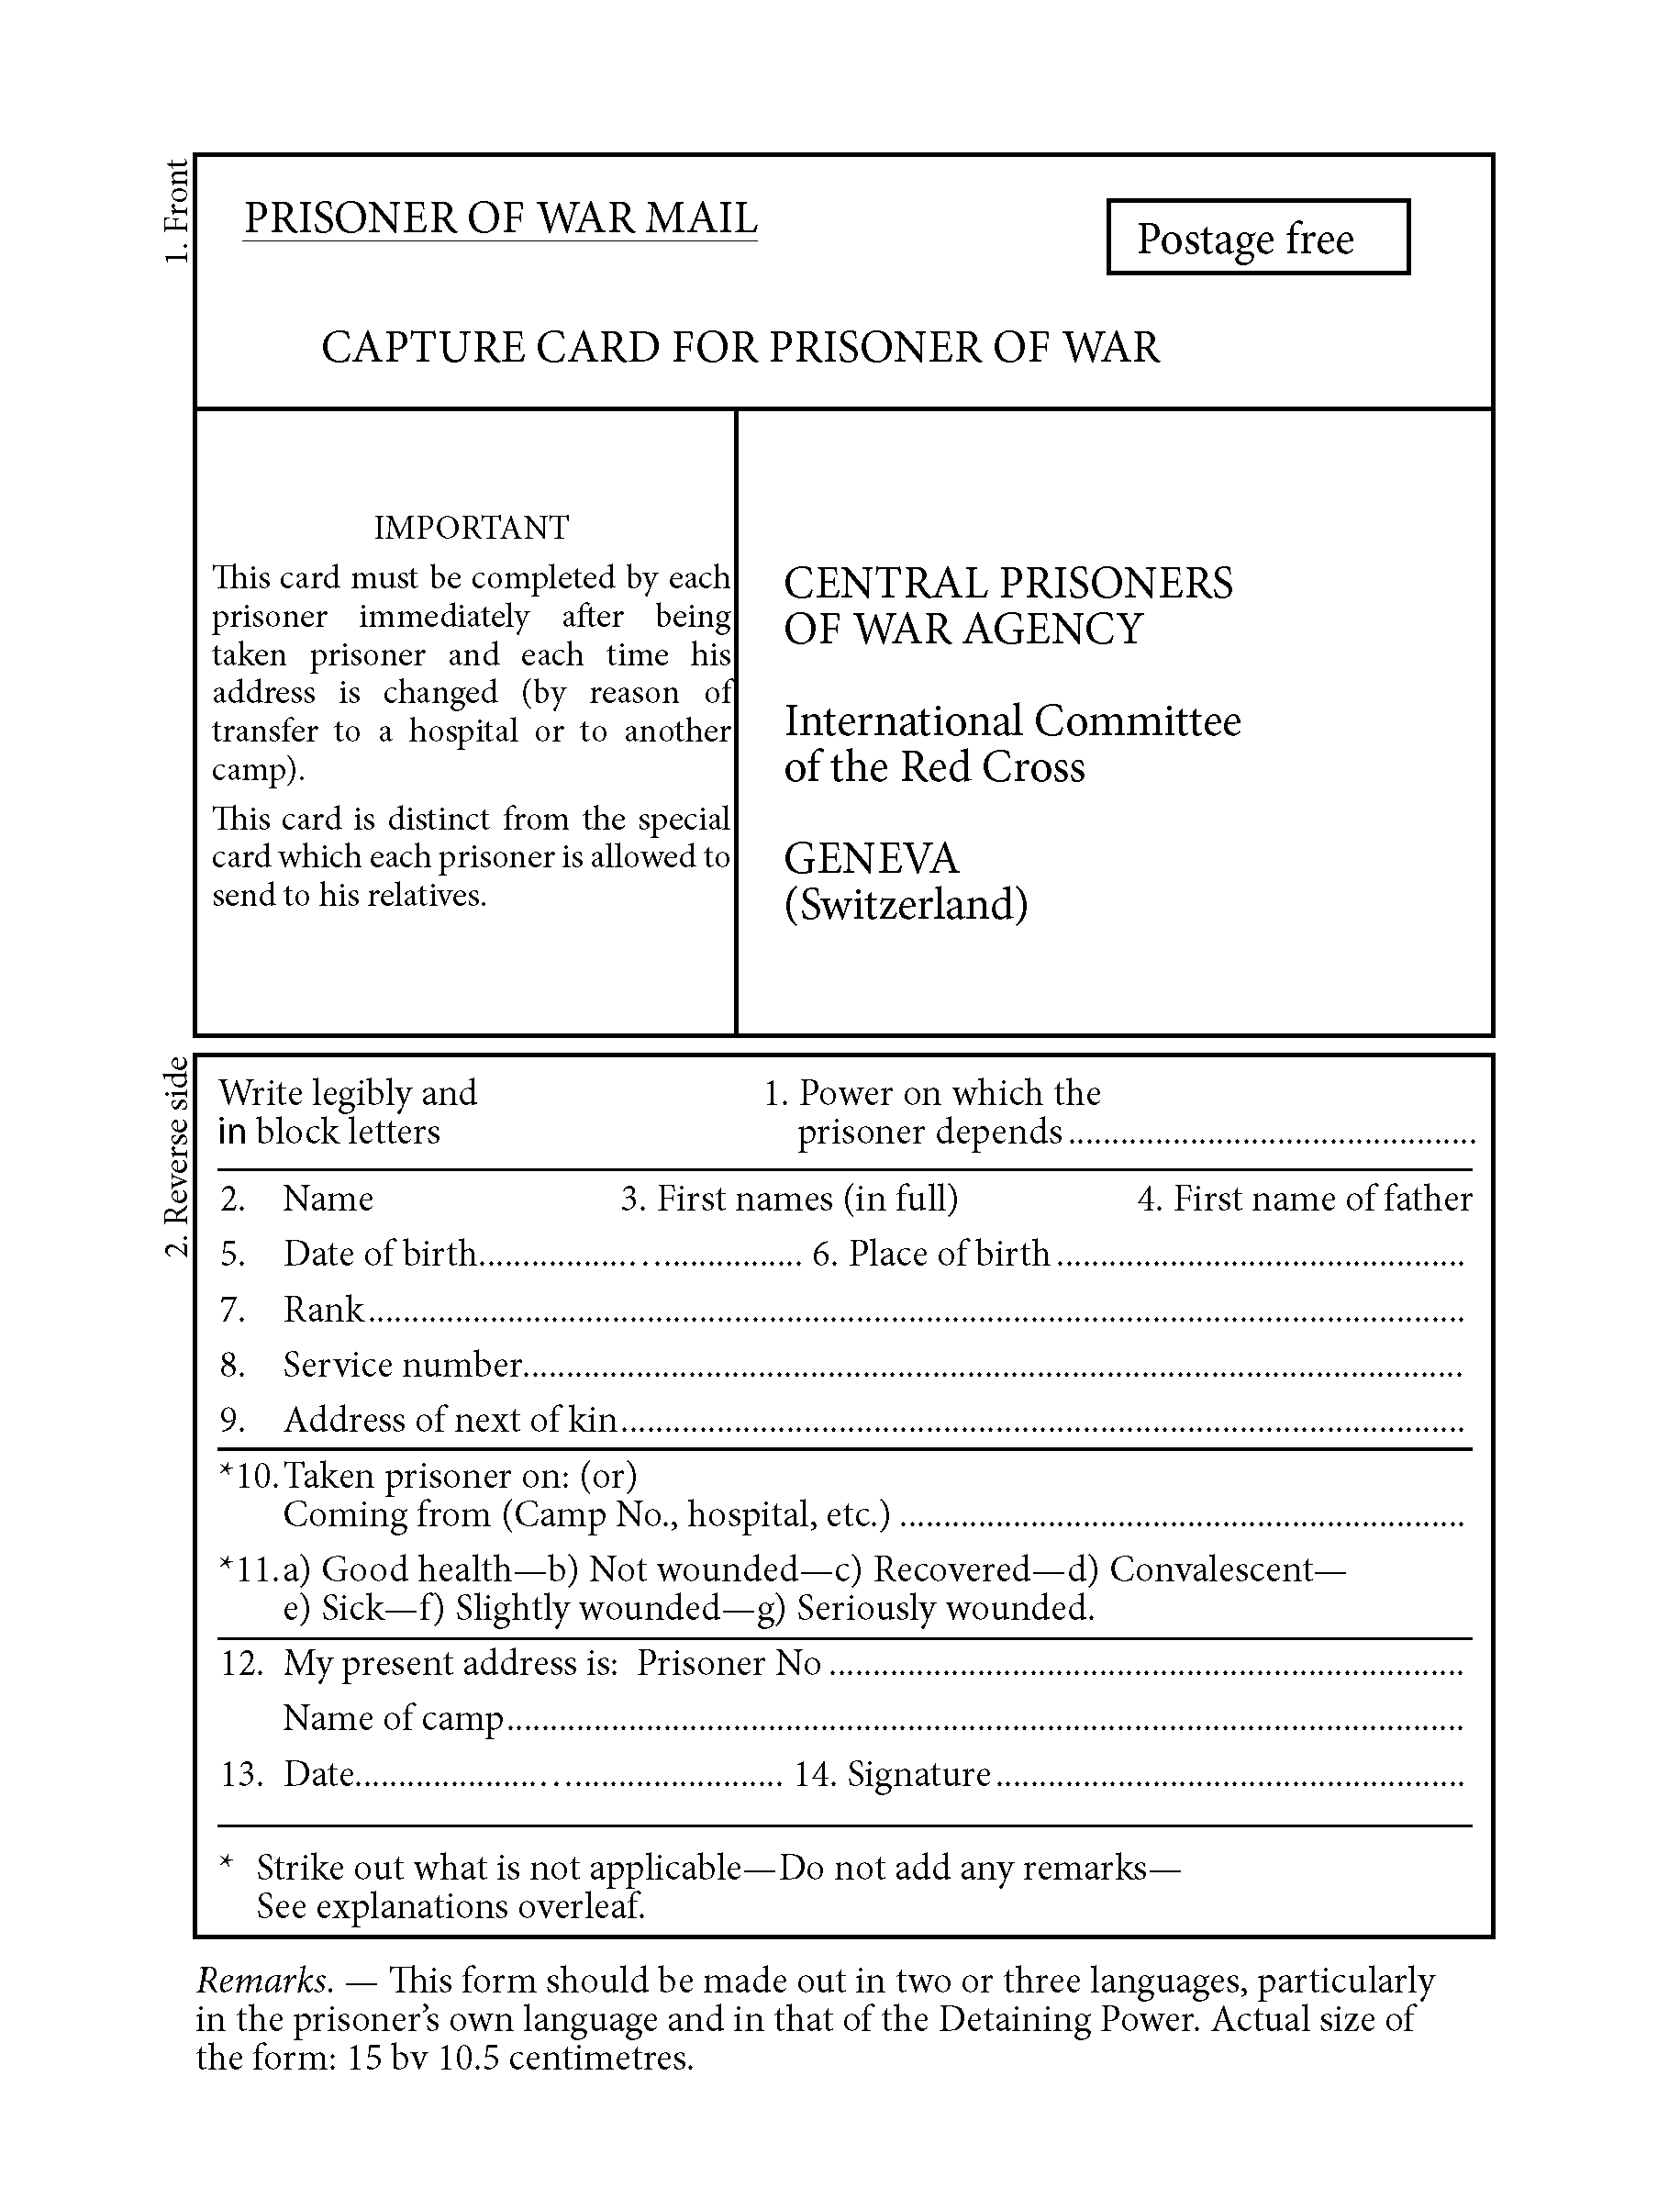 1. Front
PRISONER OF WAR MAIL
Postage free
CAPTURE CARD FOR PRISONER OF WAR
IMPORTANT
This card must be completed by each
prisoner immediately after being
taken prisoner and each time his
address is changed (by reason of
transfer to a hospital or to another
camp).
This card is distinct from the special
card which each prisoner is allowed to
send to his relatives.
CENTRAL PRISONERS
OF WAR AGENCY
International Committee
of the Red Cross
GENEVA
(Switzerland)
2. Reverse side
Write legibly and
in block letters
1. Power on which the
prisoner depends...............................................
2. Name 3. First names (in full) 4. First name of father
5. Date of birth..................................... 6. Place of birth...............................................
7. Rank..............................................................................................................................
8. Service number............................................................................................................
9. Address of next of kin.................................................................................................
*10. Taken prisoner on: (or)
Coming from (Camp No., hospital, etc.) .................................................................
*11. a) Good health—b) Not wounded—c) Recovered—d) Convalescent—
e) Sick—f) Slightly wounded—g) Seriously wounded.
12. My present address is: Prisoner No .........................................................................
Name of camp..............................................................................................................
13. Date................................................. 14. Signature......................................................
* Strike out what is not applicable—Do not add any remarks—
See explanations overleaf.
Remarks. — This form should be made out in two or three languages, particularly
in the prisoner’s own language and in that of the Detaining Power. Actual size of
the form: 15 bv 10.5 centimetres.